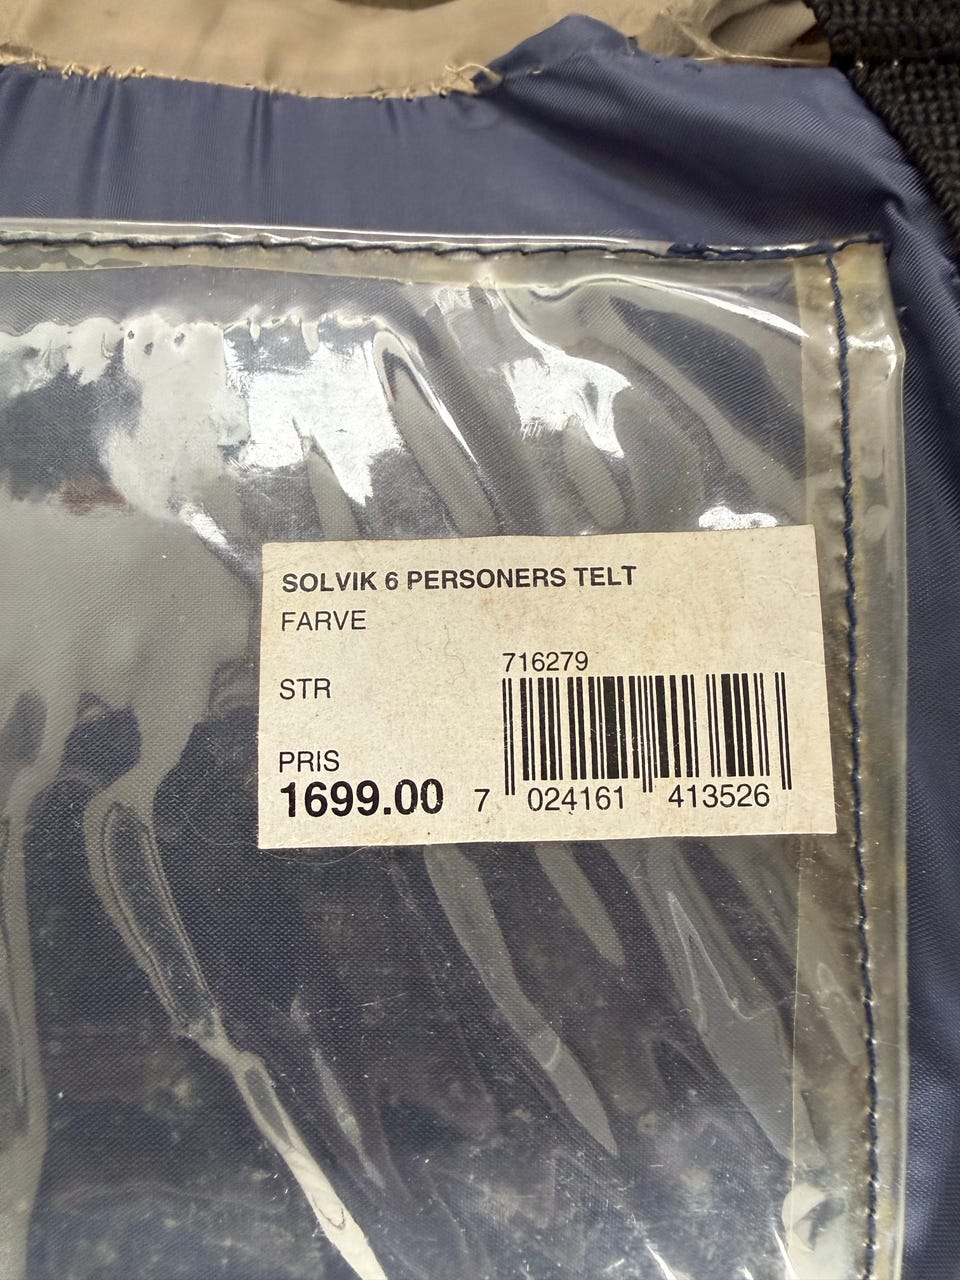 SOLVIK 6 PERSONERS TELT
FARVE
716279
STR
PRIS
1699.00
7 024161 413526